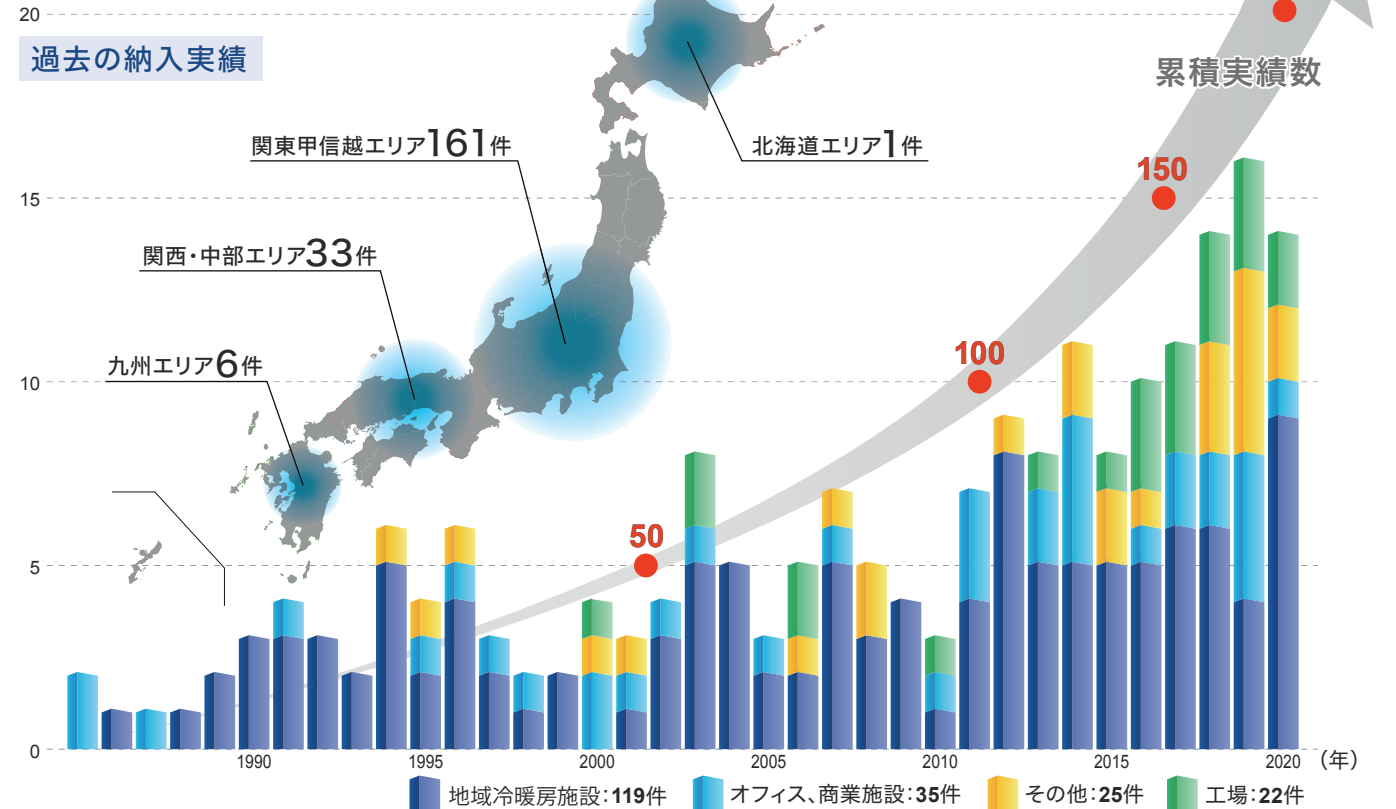 20
過去の納入実績
累積実績数
関東甲信越エリア161件
北海道エリア1件
150
15
関西・中部エリア33件
九州エリア6件
100
10
50
5
0
1990 1995 2000 2005 2010 2015 2020 （年）
地域冷暖房施設：119件 オフィス、商業施設：35件 その他：25件 工場：22件